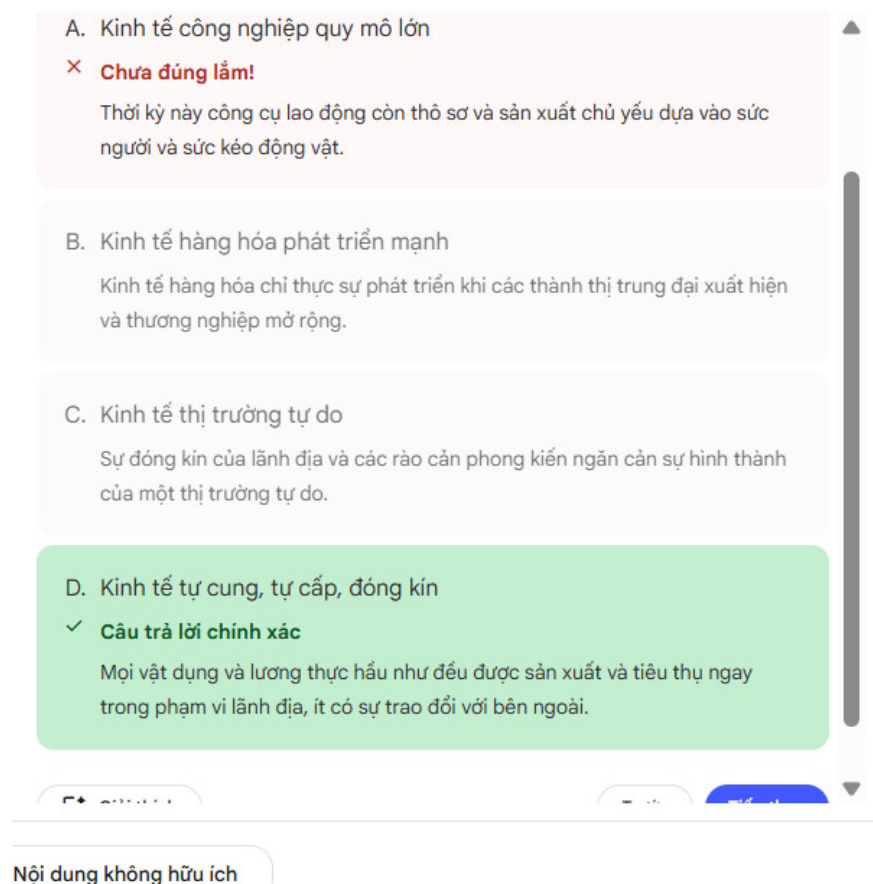 A. Kinh tế công nghiệp quy mô lớn
Chưa đúng lắm!
Thời kỳ này công cụ lao động còn thô sơ và sản xuất chủ yếu dựa vào sức
người và sức kéo động vật.
B. Kinh tế hàng hóa phát triển mạnh
Kinh tế hàng hóa chỉ thực sự phát triển khi các thành thị trung đại xuất hiện
và thương nghiệp mở rộng.
C. Kinh tế thị trường tự do
Sự đóng kín của lãnh địa và các rào cản phong kiến ngăn cản sự hình thành
của một thị trường tự do.
D. Kinh tế tự cung, tự cấp, đóng kín
Câu trả lời chính xác
Mọi vật dụng và lương thực hầu như đều được sản xuất và tiêu thụ ngay
trong phạm vi lãnh địa, ít có sự trao đổi với bên ngoài.
Nội dung không hữu ích